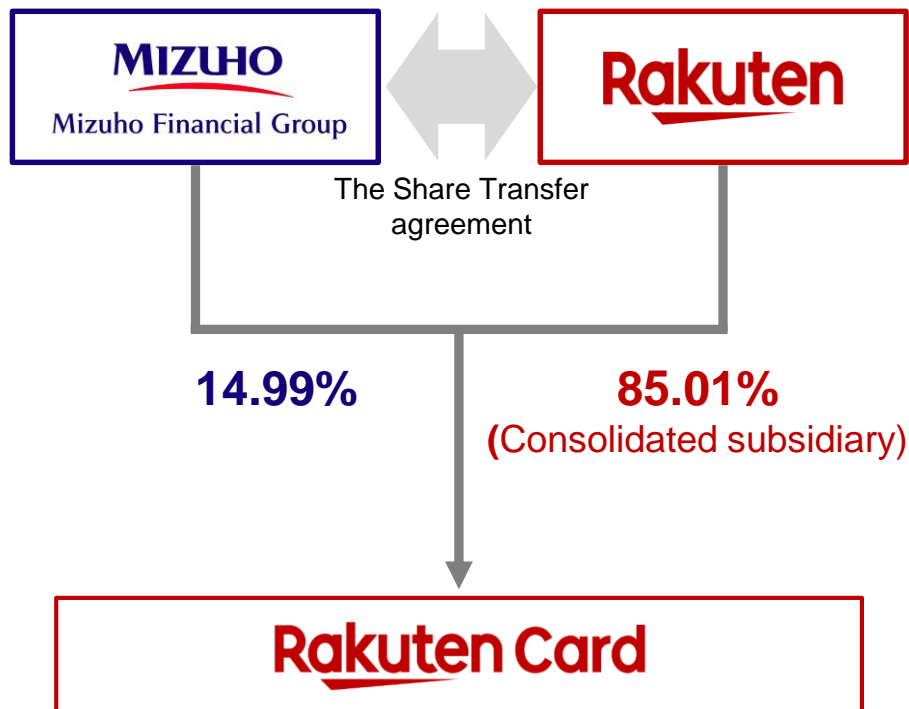 MIZUHO
Mizuho Financial Group
Rakuten
The Share Transfer
agreement
14.99%
85.01%
(Consolidated subsidiary)
Rakuten Card